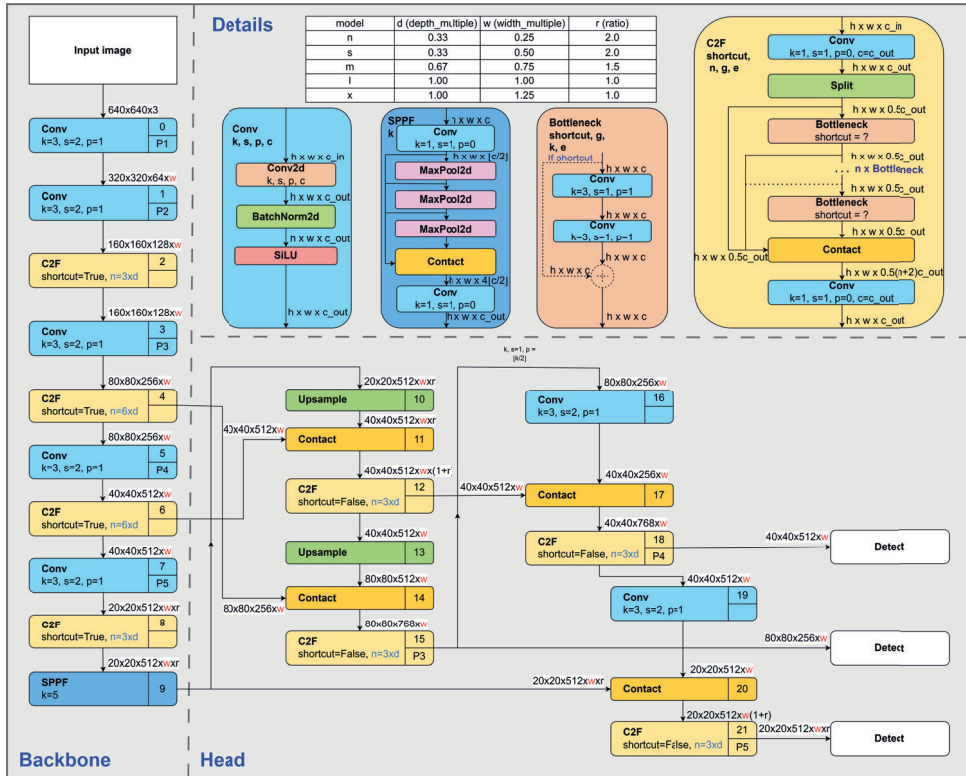 Input image
640x640x3
Conv
k=3, s=2, p=1
0
P1
320x320x64xw
Conv
k=3, s=2, p=1
1
P2
160x160x128xw
C2F
shortcut=True, n=3xd
2
160x160x128xw
Conv
k=3, s=2, p=1
3
P3
80x80x256xw
C2F
shortcut=True, n=6xd
4
80x80x256xw
Conv
k=3, s=2, p=1
5
P4
40x40x512xw
C2F
shortcut=True, n=6xd
6
40x40x512xw
Conv
k=3, s=2, p=1
7
P5
20x20x512xwxr
C2F
shortcut=True, n=3xd
8
20x20x512xwxr
SPPF
k=5
9
Backbone
Details
model d (depth_multiple) w (width_multiple) r (ratio)
n 0.33 0.25 2.0
s 0.33 0.50 2.0
m 0.67 0.75 1.5
l 1.00 1.00 1.0
x 1.00 1.25 1.0
Conv
k, s, p, c
h x w x c_in
Conv2d
k, s, p, c
h x w x c_out
BatchNorm2d
h x w x c_out
SiLU
h x w x c_out
SPPF
k
h x w x c
Conv
k=1, s=1, p=0
h x w x ⌊c/2⌋
MaxPool2d
MaxPool2d
MaxPool2d
Contact
h x w x 4⌊c/2⌋
Conv
k=1, s=1, p=0
h x w x c_out
Bottleneck
shortcut, g,
k, e
If shortcut
h x w x c
Conv
k=3, s=1, p=1
h x w x c
Conv
k=3, s=1, p=1
h x w x c
h x w x c
h x w x c
C2F
shortcut,
n, g, e
h x w x c_in
Conv
k=1, s=1, p=0, c=c_out
h x w x c_out
Split
h x w x 0.5c_out
Bottleneck
shortcut = ?
h x w x 0.5c_out
... n x Bottleneck
h x w x 0.5c_out
Bottleneck
shortcut = ?
h x w x 0.5c_out
Contact
h x w x 0.5c_out
h x w x 0.5(n+2)c_out
Conv
k=1, s=1, p=0, c=c_out
h x w x c_out
k, s=1, p =
⌊k/2⌋
20x20x512xwxr
Upsample
10
40x40x512xwxr
40x40x512xw
Contact
11
40x40x512xwx(1+r)
C2F
shortcut=False, n=3xd
12
40x40x512xw
40x40x512xw
Upsample
13
80x80x512xw
Contact
14
80x80x256xw
80x80x768xw
C2F
shortcut=False, n=3xd
15
P3
80x80x256xw
Conv
k=3, s=2, p=1
16
40x40x256xw
Contact
17
40x40x768xw
C2F
shortcut=False, n=3xd
18
P4
40x40x512xw
Detect
40x40x512xw
Conv
k=3, s=2, p=1
19
80x80x256xw
Detect
20x20x512xw
20x20x512xwxr
Contact
20
20x20x512xw(1+r)
C2F
shortcut=False, n=3xd
21
P5
20x20x512xwxr
Detect
Head